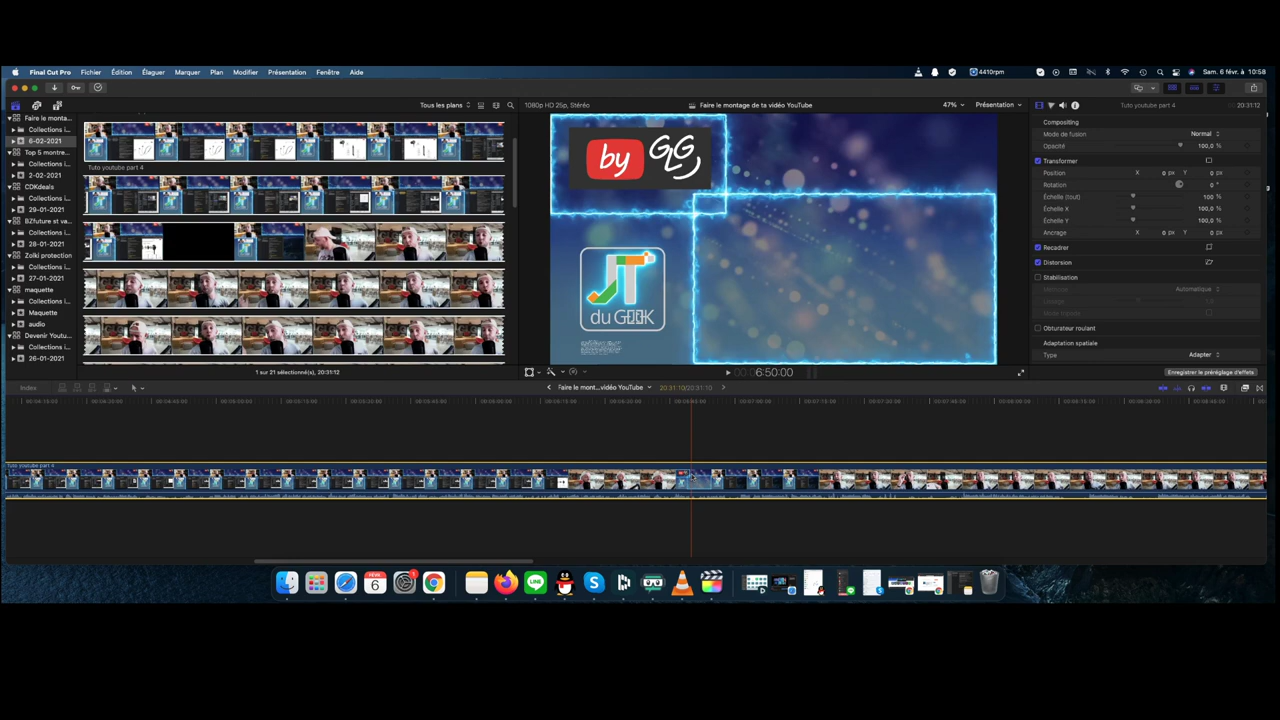 Final Cut Pro Fichier Édition Élaguer Marquer Plan Modifier Présentation Fenêtre Aide
4410rpm Sam. 6 févr. à 10:58
Tous les plans
1080p HD 25p, Stéréo Faire le montage de ta vidéo YouTube 47% Présentation
Tuto youtube part 4 20:31:12
Faire le monta...
Collections i...
6-02-2021
Top 5 montre...
Collections i...
2-02-2021
CDKdeals
Collections i...
29-01-2021
BZfuture et va...
Collections i...
28-01-2021
Zolki protection
Collections i...
27-01-2021
maquette
Collections i...
Maquette
audio
Devenir Youtu...
Collections i...
26-01-2021
Tuto youtube part 4
by GLG
JT
du GEEK
Compositing
Mode de fusion Normal
Opacité 100,0 %
Transformer
Position X 0 px Y 0 px
Rotation 0 °
Échelle (tout) 100 %
Échelle X 100,0 %
Échelle Y 100,0 %
Ancrage X 0 px Y 0 px
Recadrer
Distorsion
Stabilisation
Automatique
Obturateur roulant
Adaptation spatiale
Type Adapter
1 sur 21 sélectionné(s), 20:31:12
6:50:00
Enregistrer le préréglage d'effets
Index
Faire le mont...vidéo YouTube 20:31:10/20:31:10
Tuto youtube part 4
FÉVR.
6